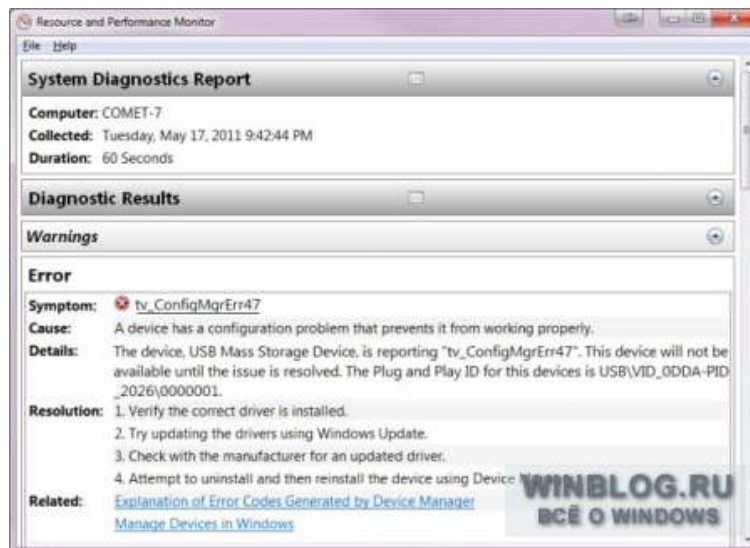 Resource and Performance Monitor
File Help
System Diagnostics Report
Computer: COMET-7
Collected: Tuesday, May 17, 2011 9:42:44 PM
Duration: 60 Seconds
Diagnostic Results
Warnings
Error
Symptom: tv_ConfigMgrErr47
Cause: A device has a configuration problem that prevents it from working properly.
Details: The device, USB Mass Storage Device, is reporting "tv_ConfigMgrErr47". This device will not be
available until the issue is resolved. The Plug and Play ID for this devices is USB\VID_0DDA-PID
_2026\0000001.
Resolution: 1. Verify the correct driver is installed.
2. Try updating the drivers using Windows Update.
3. Check with the manufacturer for an updated driver.
4. Attempt to uninstall and then reinstall the device using Device
Related: Explanation of Error Codes Generated by Device Manager
Manage Devices in Windows
WINBLOG.RU
ВСЁ О WINDOWS